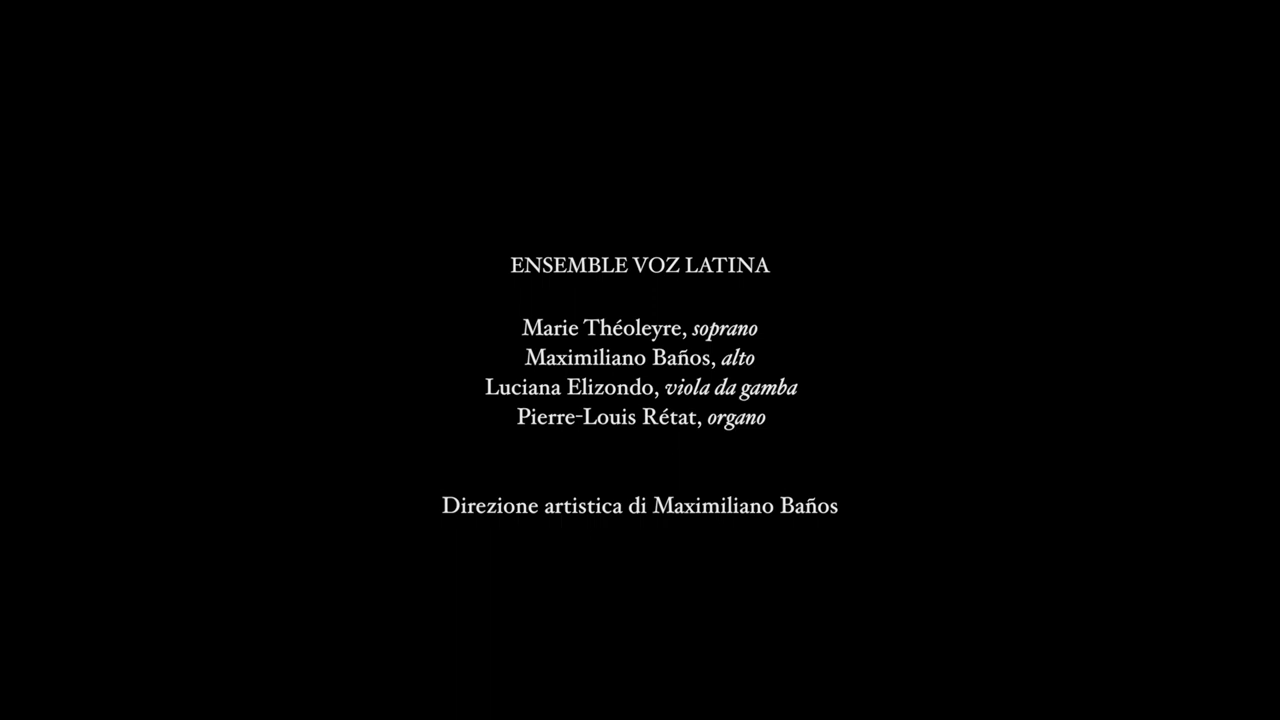 ENSEMBLE VOZ LATINA
Marie Théoleyre, soprano
Maximiliano Baños, alto
Luciana Elizondo, viola da gamba
Pierre-Louis Rétat, organo
Direzione artistica di Maximiliano Baños